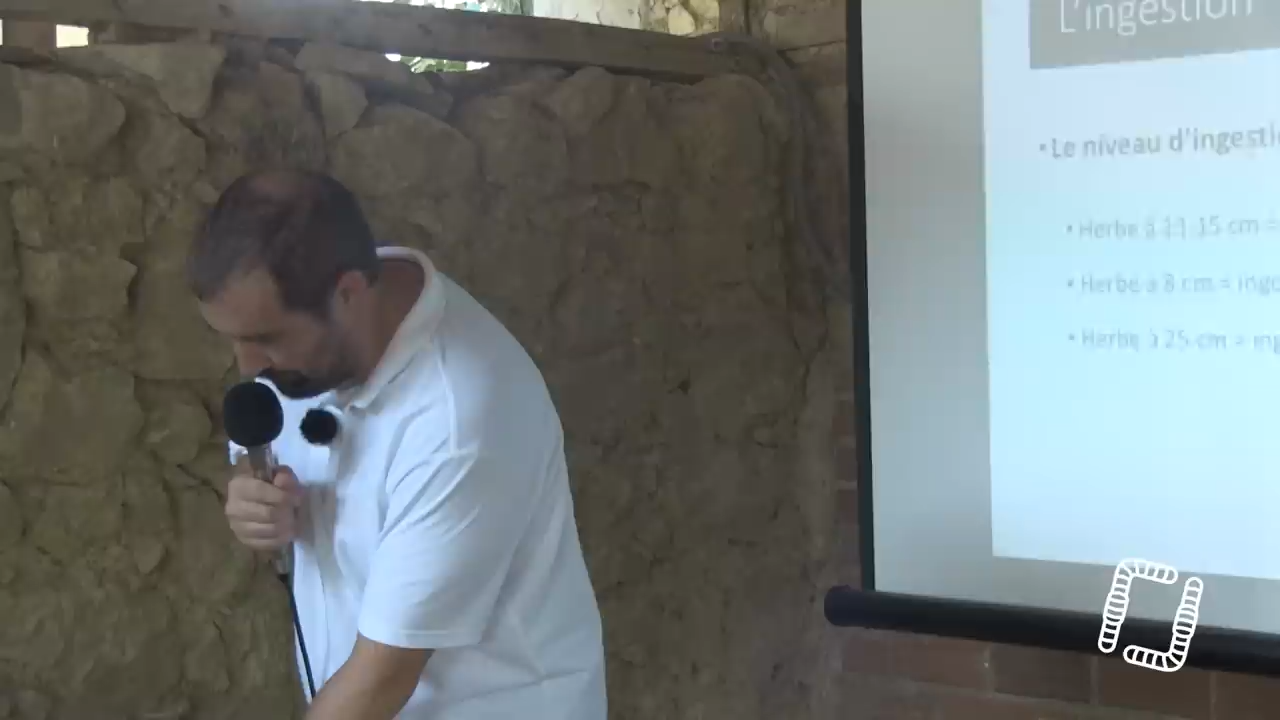 L'ingestion
• Le niveau d'ingesti
• Herbe à 11 15 cm =
• Herbe à 8 cm = inge
• Herbe à 25 cm = ing